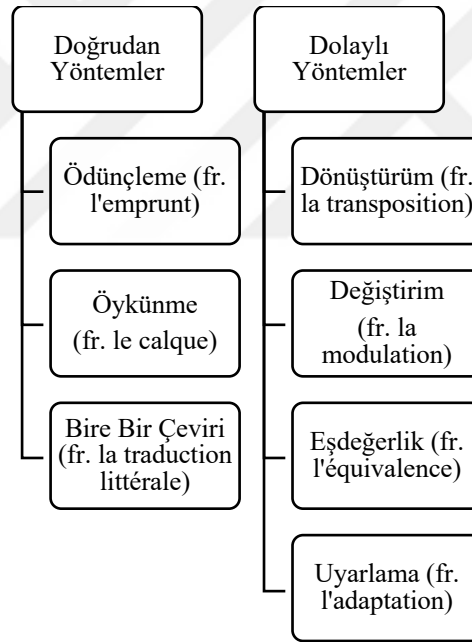 Doğrudan
Yöntemler
Ödünçleme (fr.
l'emprunt)
Öykünme
(fr. le calque)
Bire Bir Çeviri
(fr. la traduction
littérale)
Dolaylı
Yöntemler
Dönüştürüm (fr.
la transposition)
Değiştirim
(fr. la
modulation)
Eşdeğerlik (fr.
l'équivalence)
Uyarlama (fr.
l'adaptation)